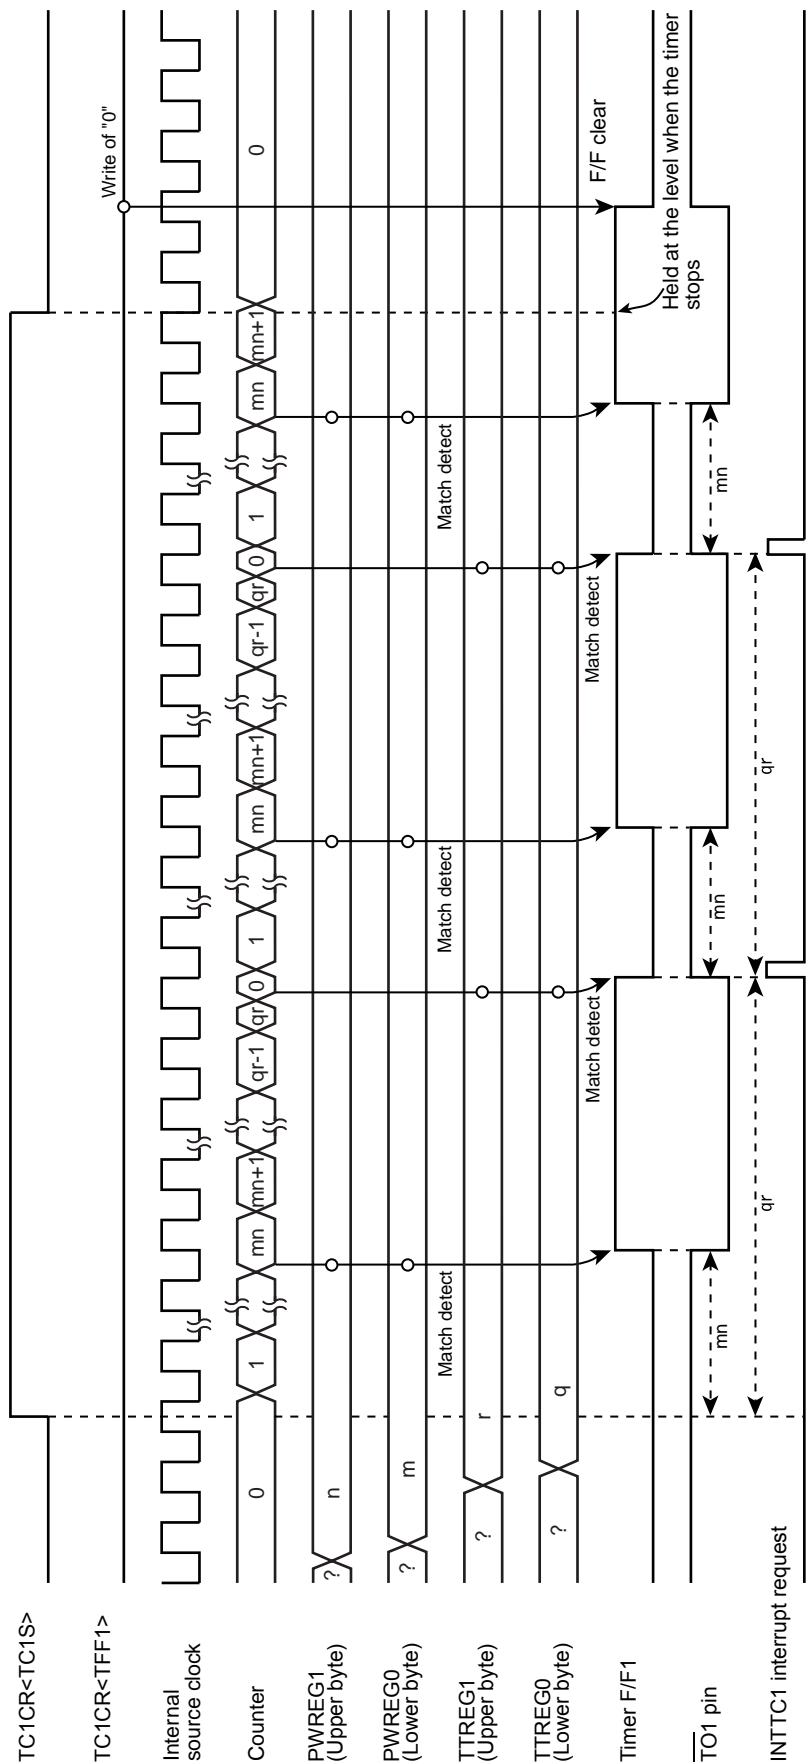 TC1CR<TC1S>
TC1CR<TFF1>
Write of "0"
Internal
source clock
Counter
0 1 mn mn+1 qr-1 qr 0 1 mn mn+1 qr-1 qr 0 1 mn mn+1 0
PWREG1
(Upper byte)
? n
PWREG0
(Lower byte)
? m
Match detect
Match detect
Match detect
TTREG1
(Upper byte)
? r
TTREG0
(Lower byte)
? q
Match detect
Match detect
F/F clear
Timer F/F1
Held at the level when the timer
stops
TO1 pin
mn
mn
mn
qr
qr
INTTC1 interrupt request